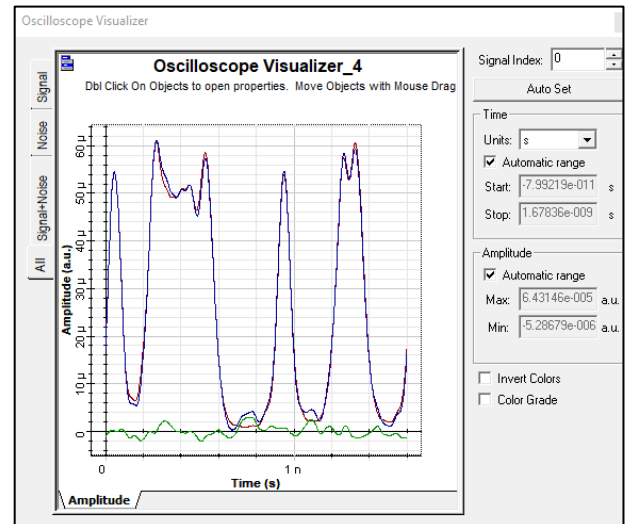 Oscilloscope Visualizer
Signal
Noise
Signal+Noise
All
Oscilloscope Visualizer_4
Dbl Click On Objects to open properties. Move Objects with Mouse Drag
Amplitude (a.u.)
60 µ
50 µ
40 µ
30 µ
20 µ
10 µ
0
0
1 n
Time (s)
Amplitude
Signal Index: 0
Auto Set
Time
Units: s
Automatic range
Start: -7.99219e-011 s
Stop: 1.67836e-009 s
Amplitude
Automatic range
Max: 6.43146e-005 a.u.
Min: -5.28679e-006 a.u.
Invert Colors
Color Grade